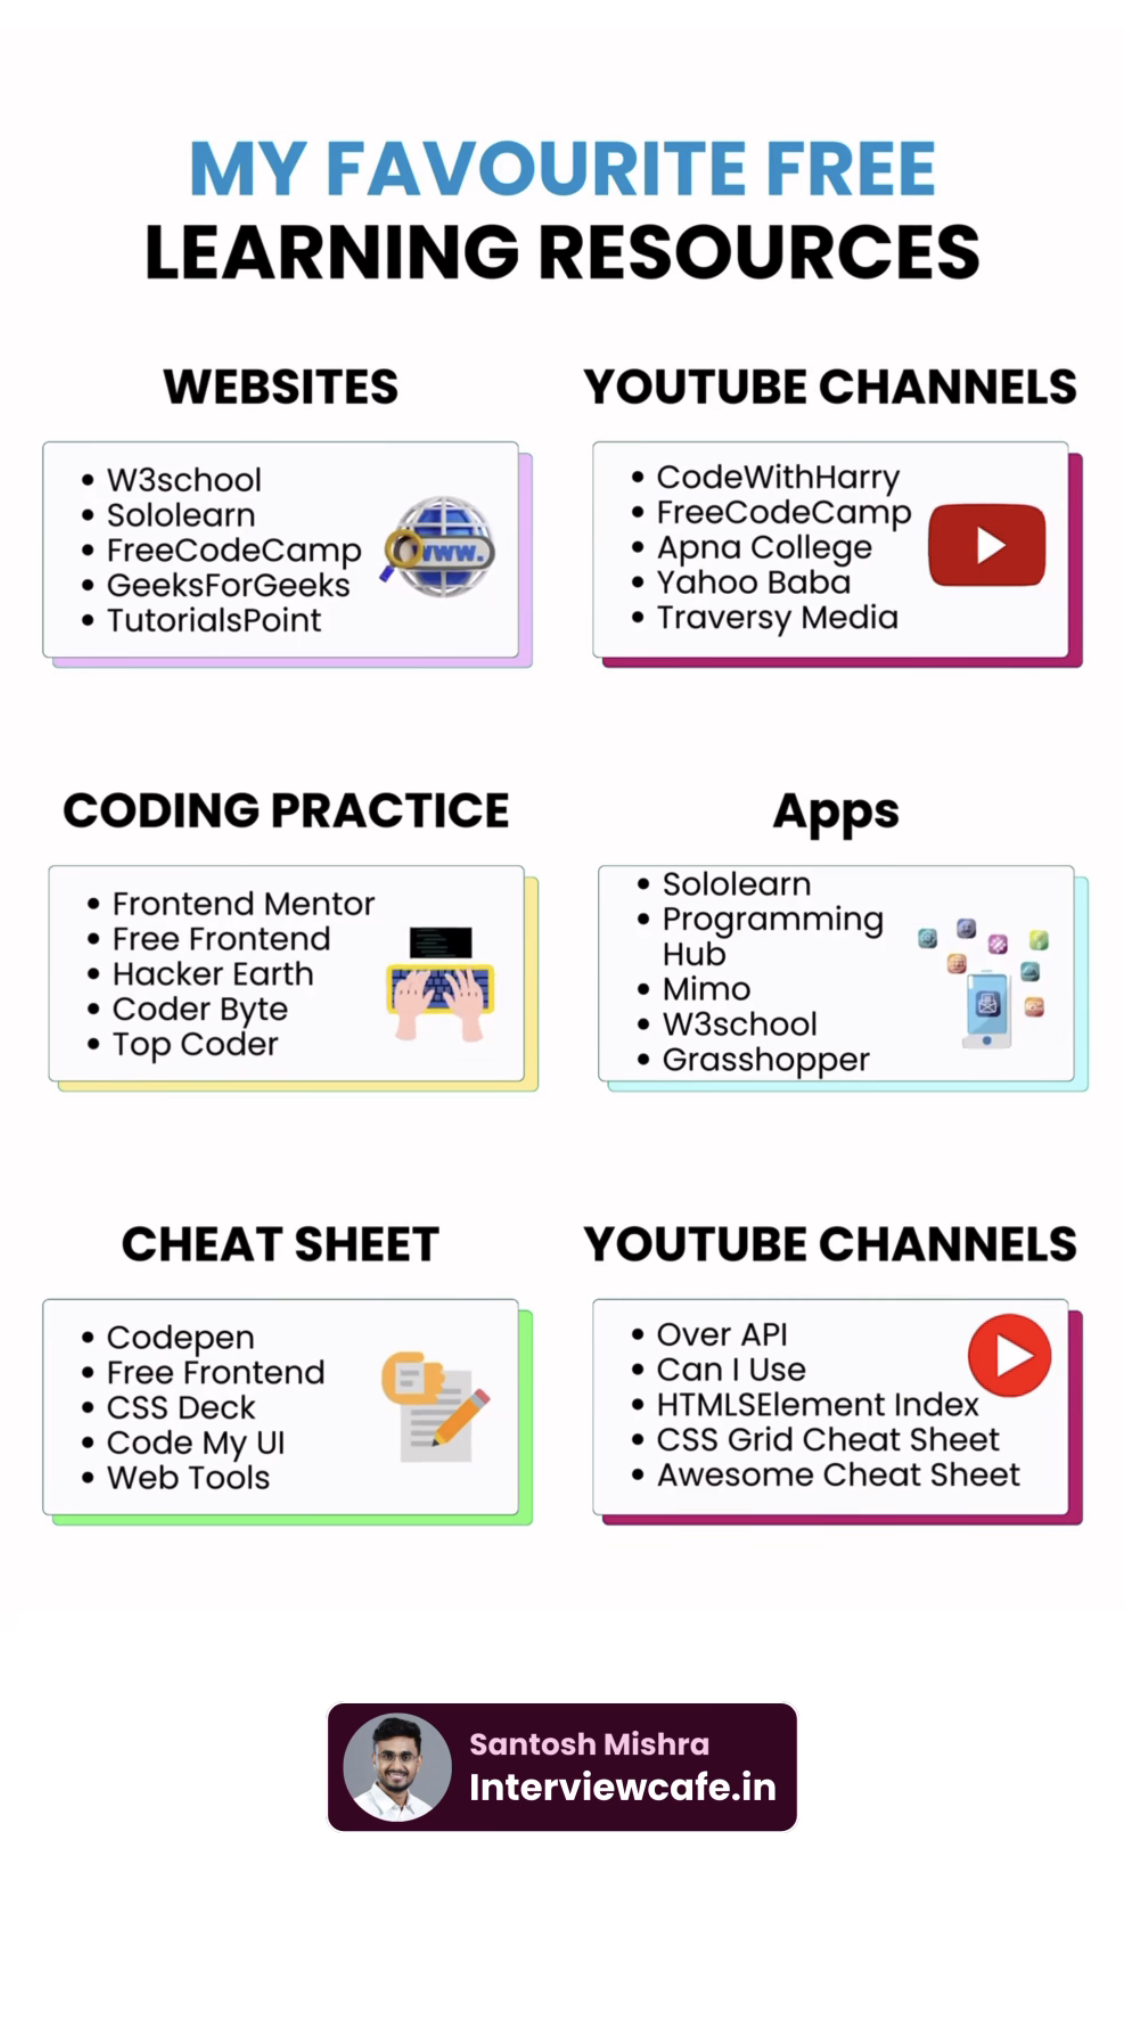 MY FAVOURITE FREE
LEARNING RESOURCES
WEBSITES
• W3school
• Sololearn
• FreeCodeCamp
• GeeksForGeeks
• TutorialsPoint
www.
YOUTUBE CHANNELS
• CodeWithHarry
• FreeCodeCamp
• Apna College
• Yahoo Baba
• Traversy Media
CODING PRACTICE
• Frontend Mentor
• Free Frontend
• Hacker Earth
• Coder Byte
• Top Coder
Apps
• Sololearn
• Programming
Hub
• Mimo
• W3school
• Grasshopper
CHEAT SHEET
• Codepen
• Free Frontend
• CSS Deck
• Code My UI
• Web Tools
YOUTUBE CHANNELS
• Over API
• Can I Use
• HTMLSElement Index
• CSS Grid Cheat Sheet
• Awesome Cheat Sheet
Santosh Mishra
Interviewcafe.in